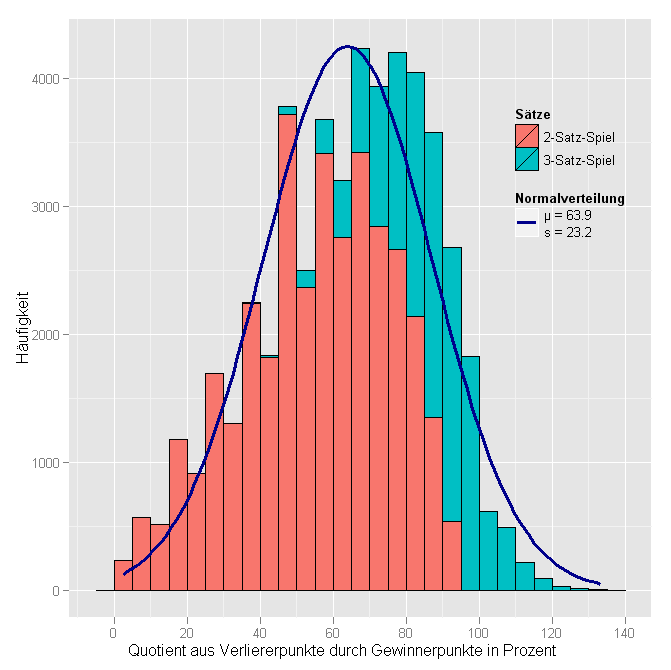 Häufigkeit
4000
3000
2000
1000
0
0
20
40
60
80
100
120
140
Quotient aus Verliererpunkte durch Gewinnerpunkte in Prozent
Sätze
2-Satz-Spiel
3-Satz-Spiel
Normalverteilung
μ = 63.9
s = 23.2